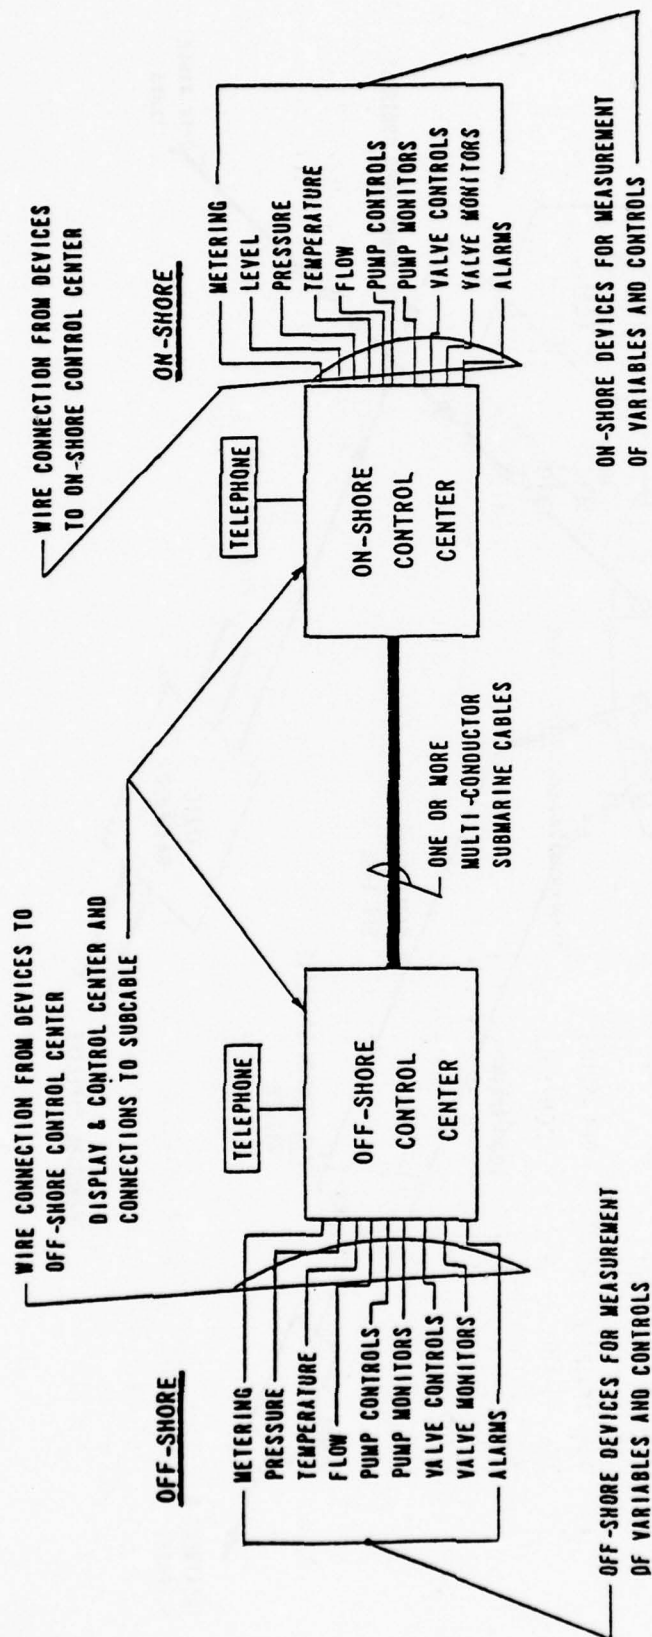 WIRE CONNECTION FROM DEVICES TO
OFF-SHORE CONTROL CENTER
DISPLAY & CONTROL CENTER AND
CONNECTIONS TO SUBCABLE
WIRE CONNECTION FROM DEVICES
TO ON-SHORE CONTROL CENTER
OFF-SHORE
METERING
PRESSURE
TEMPERATURE
FLOW
PUMP CONTROLS
PUMP MONITORS
VALVE CONTROLS
VALVE MONITORS
ALARMS
TELEPHONE
OFF-SHORE
CONTROL
CENTER
ONE OR MORE
MULTI-CONDUCTOR
SUBMARINE CABLES
TELEPHONE
ON-SHORE
CONTROL
CENTER
ON-SHORE
METERING
LEVEL
PRESSURE
TEMPERATURE
FLOW
PUMP CONTROLS
PUMP MONITORS
VALVE CONTROLS
VALVE MONITORS
ALARMS
OFF-SHORE DEVICES FOR MEASUREMENT
OF VARIABLES AND CONTROLS
ON-SHORE DEVICES FOR MEASUREMENT
OF VARIABLES AND CONTROLS